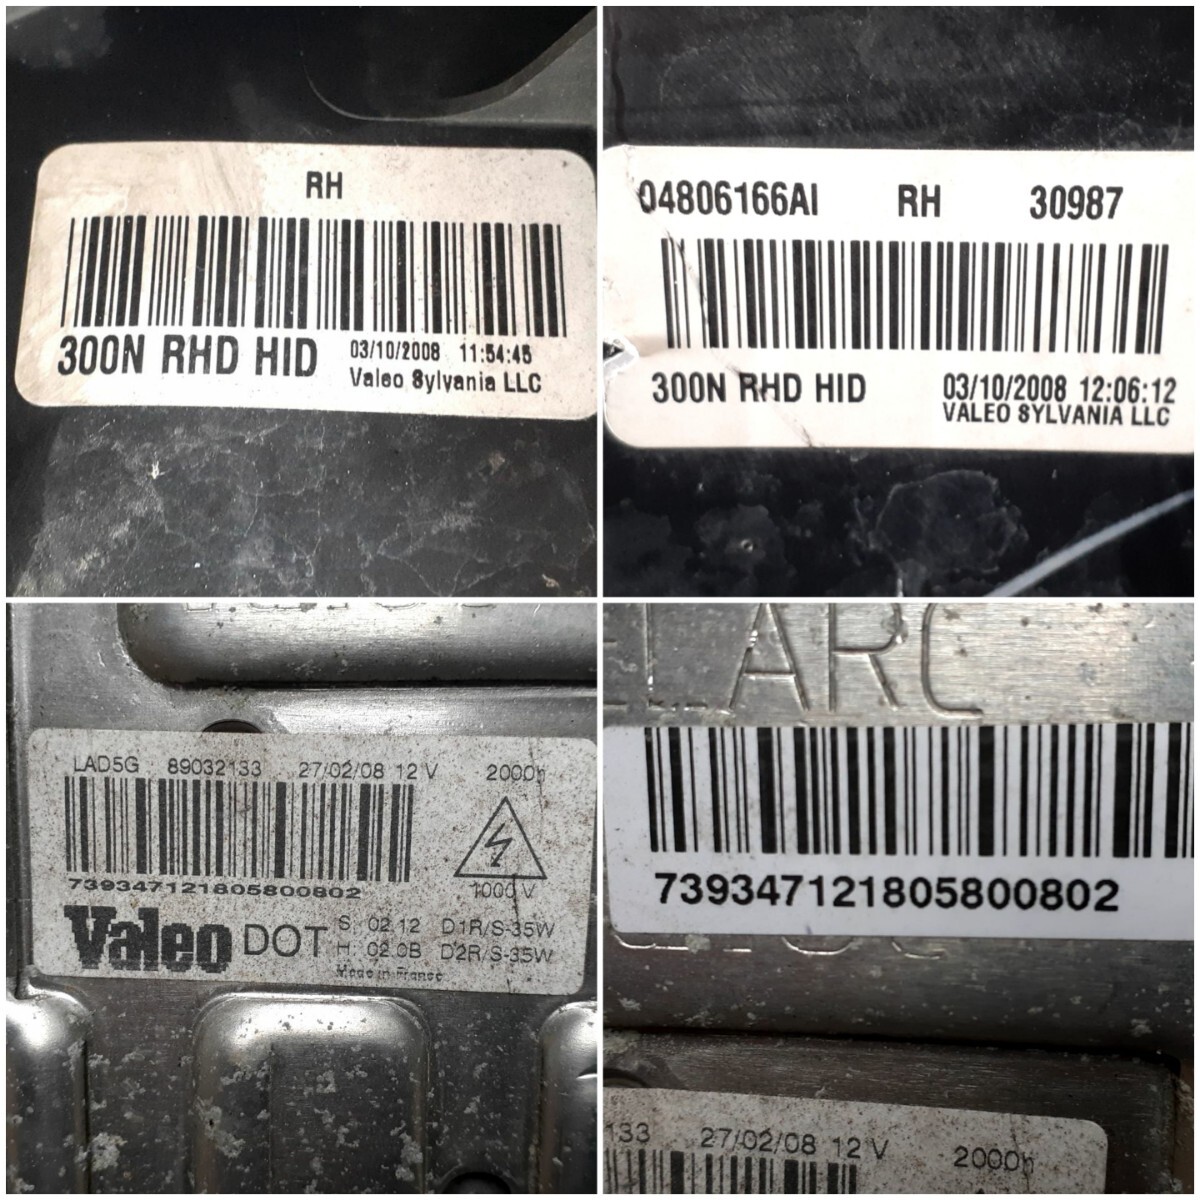 RH
300N RHD HID
03/10/2008 11:54:45
Valeo Sylvania LLC
04806166AI RH 30987
300N RHD HID
03/10/2008 12:06:12
VALEO SYLVANIA LLC
LAD5G 89032133 27/02/08 12 V 2000h
1000 V
739347121805800802
Valeo DOT
S: 02.12 D1R/S-35W
H: 02.0B D2R/S-35W
Made in France
ELARC
739347121805800802
133 27/02/08 12 V 2000h